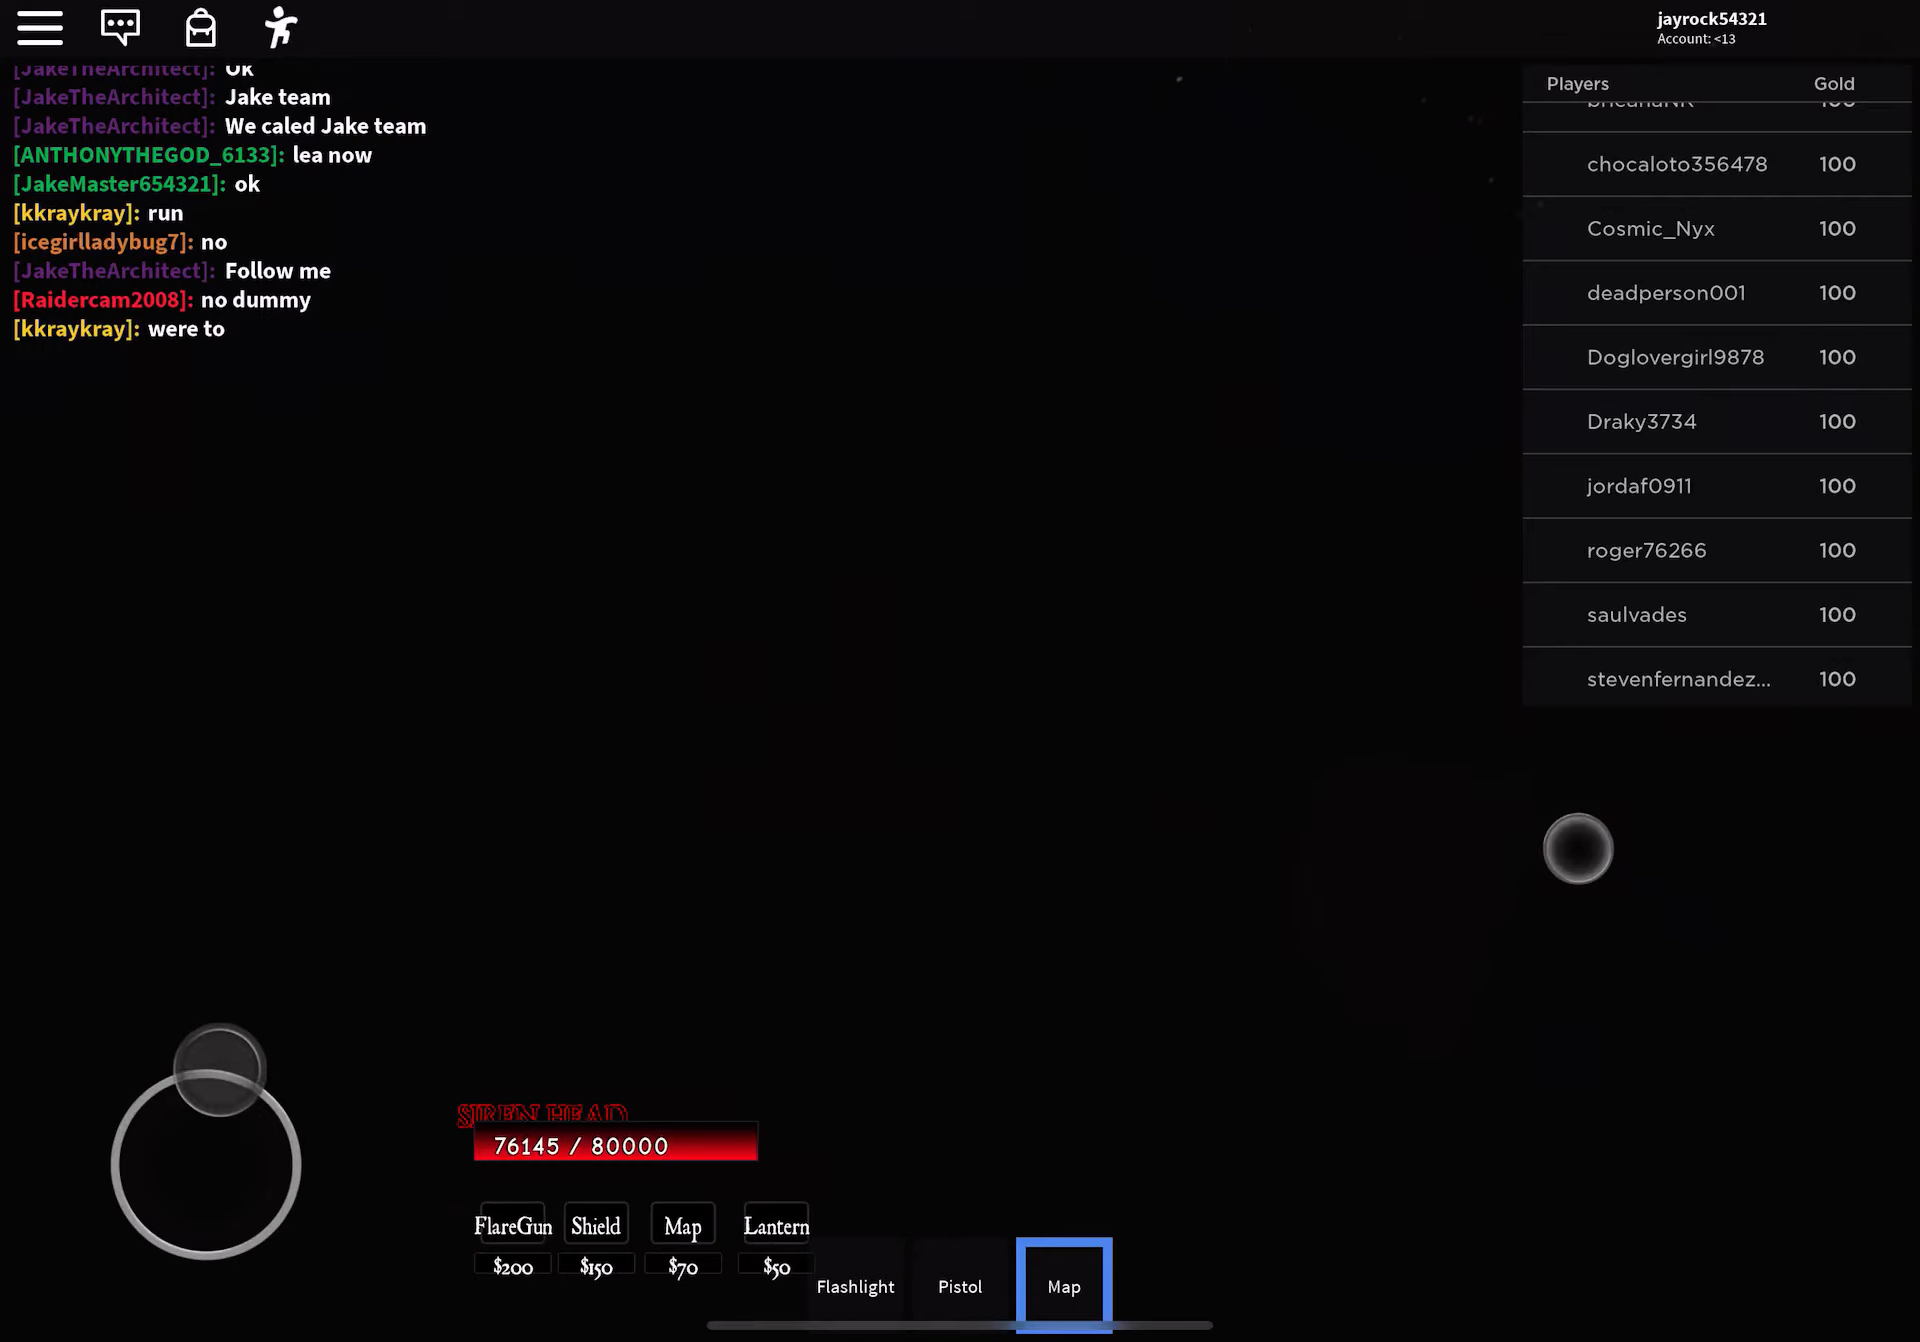 jayrock54321
Account: <13
[JakeTheArchitect]: Ok
[JakeTheArchitect]: Jake team
[JakeTheArchitect]: We caled Jake team
[ANTHONYTHEGOD_6133]: lea now
[JakeMaster654321]: ok
[kkraykray]: run
[icegirlladybug7]: no
[JakeTheArchitect]: Follow me
[Raidercam2008]: no dummy
[kkraykray]: were to
Players Gold
100
chocaloto356478 100
Cosmic_Nyx 100
deadperson001 100
Doglovergirl9878 100
Draky3734 100
jordaf0911 100
roger76266 100
saulvades 100
stevenfernandez... 100
SIREN HEAD
76145 / 80000
FlareGun Shield Map Lantern
$200 $150 $70 $50
Flashlight Pistol Map